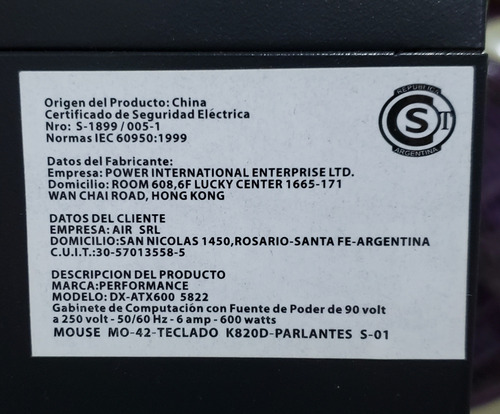 Origen del Producto: China
Certificado de Seguridad Eléctrica
Nro: S-1899/005-1
Normas IEC 60950:1999
REPUBLICA
S T
ARGENTINA
Datos del Fabricante:
Empresa: POWER INTERNATIONAL ENTERPRISE LTD.
Domicilio: ROOM 608,6F LUCKY CENTER 1665-171
WAN CHAI ROAD, HONG KONG
DATOS DEL CLIENTE
EMPRESA: AIR SRL
DOMICILIO:SAN NICOLAS 1450,ROSARIO-SANTA FE-ARGENTINA
C.U.I.T:30-57013558-5
DESCRIPCION DEL PRODUCTO
MARCA:PERFORMANCE
MODELO: DX-ATX600 5822
Gabinete de Computación con Fuente de Poder de 90 volt
a 250 volt - 50/60 Hz - 6 amp - 600 watts
MOUSE MO-42-TECLADO K820D-PARLANTES S-01